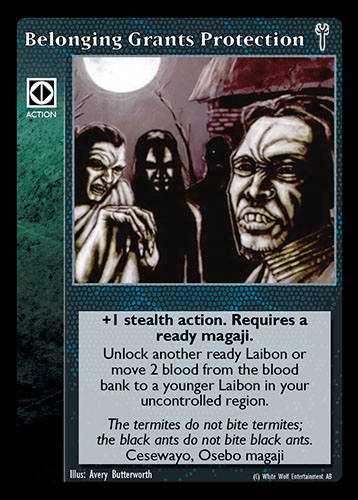 Belonging Grants Protection
ACTION
+1 stealth action. Requires a
ready magaji.
Unlock another ready Laibon or
move 2 blood from the blood
bank to a younger Laibon in your
uncontrolled region.
The termites do not bite termites;
the black ants do not bite black ants.
Cesewayo, Osebo magaji
Illus: Avery Butterworth
(C) White Wolf Entertainment AB